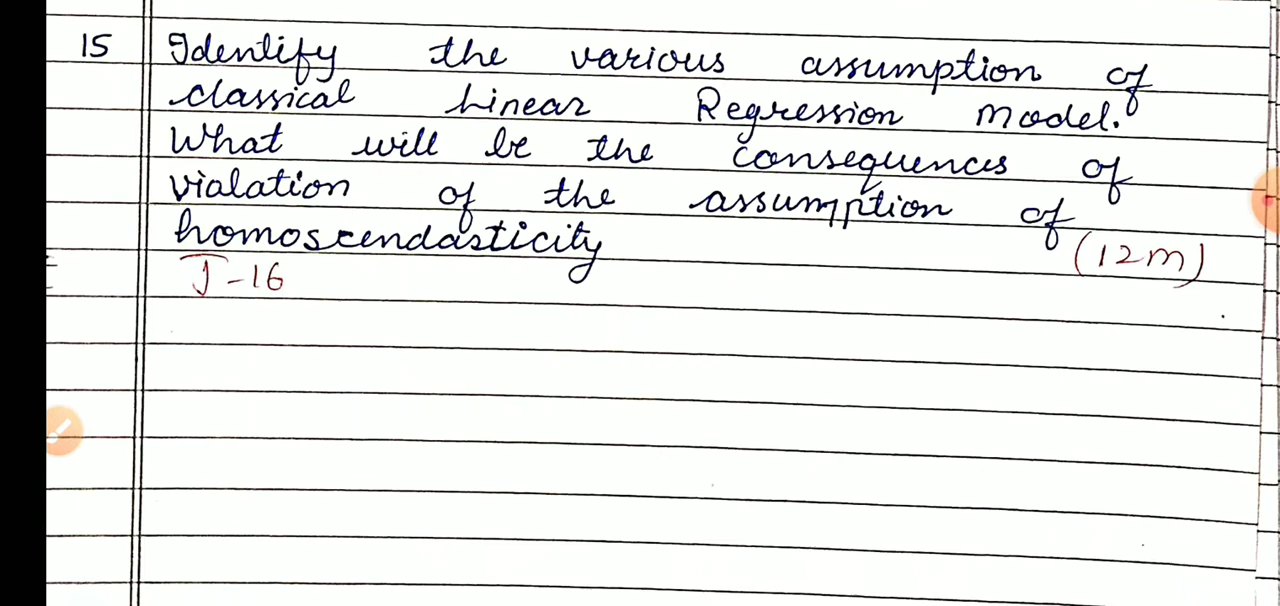 15 Identify the various assumption of
classical Linear Regression Model.
What will be the consequences of
violation of the assumption of
homoscendasticity (12m)
J-16